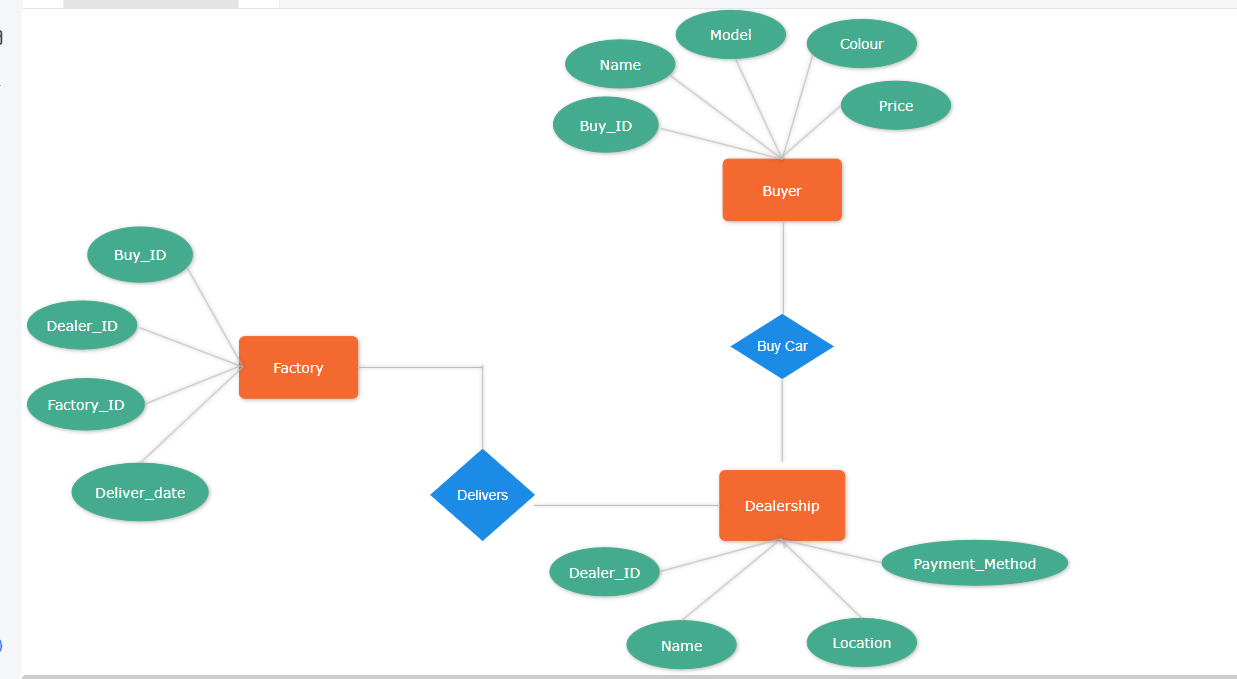 Model
Colour
Name
Price
Buy_ID
Buyer
Buy_ID
Dealer_ID
Buy Car
Factory
Factory_ID
Deliver_date
Delivers
Dealership
Dealer_ID
Payment_Method
Name
Location